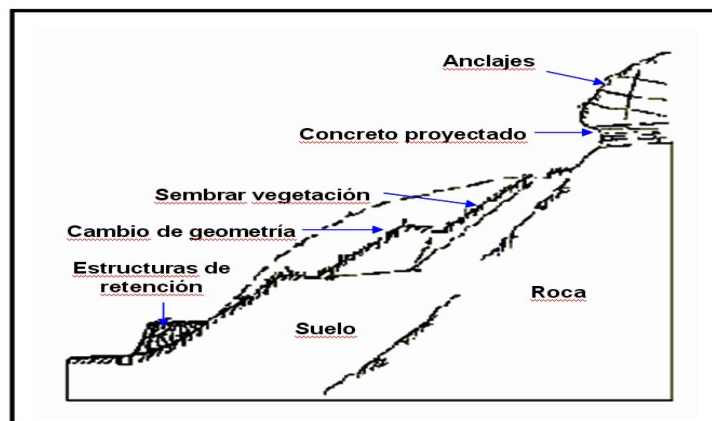 Anclajes
Concreto proyectado
Sembrar vegetación
Cambio de geometría
Estructuras de
retención
Roca
Suelo